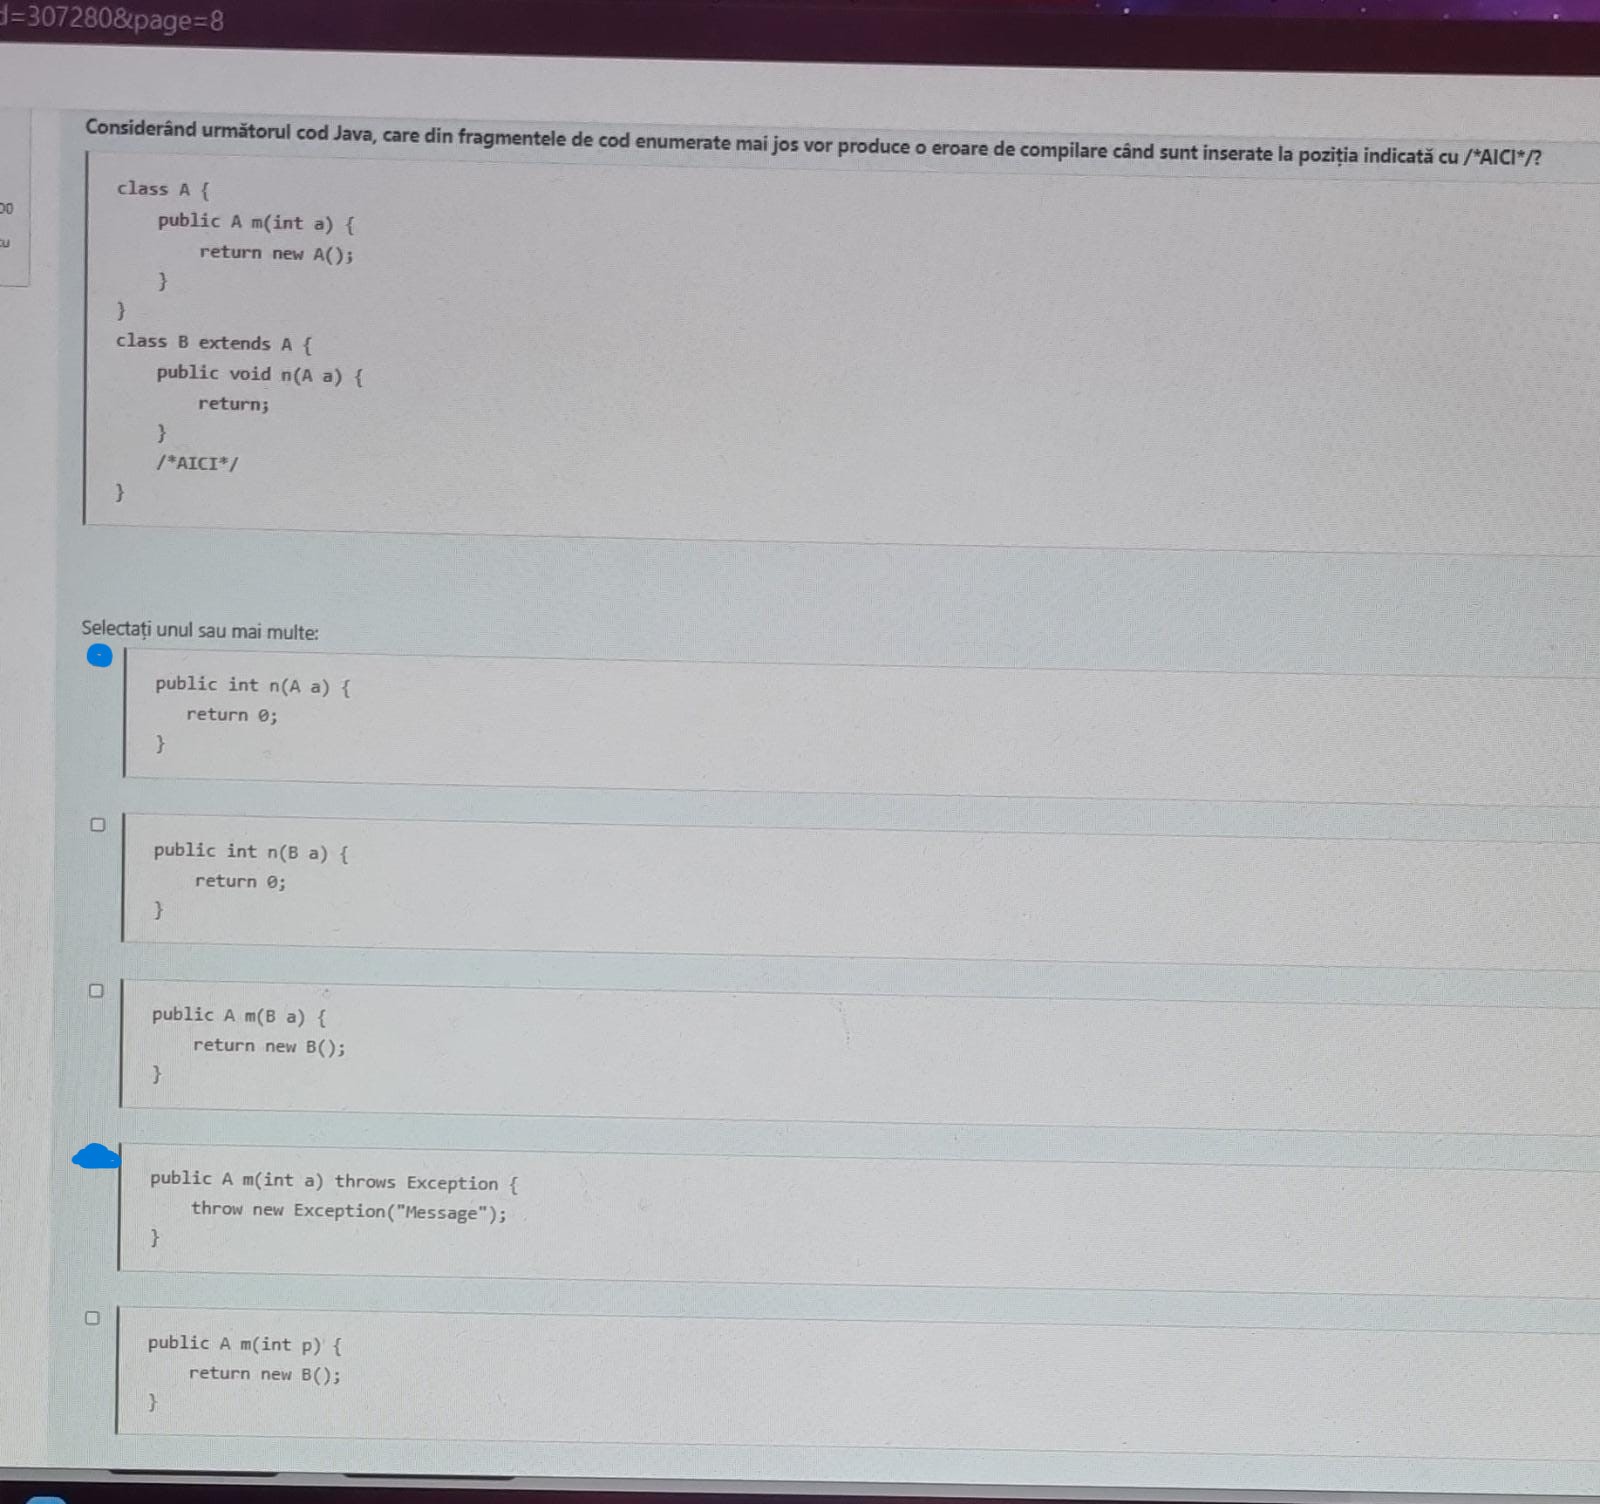 d=307280&page=8
Considerând următorul cod Java, care din fragmentele de cod enumerate mai jos vor produce o eroare de compilare când sunt inserate la poziția indicată cu /*AICI*/?
class A {
public A m(int a) {
return new A();
}
}
class B extends A {
public void n(A a) {
return;
}
/*AICI*/
}
Selectați unul sau mai multe:
public int n(A a) {
return 0;
}
public int n(B a) {
return 0;
}
public A m(B a) {
return new B();
}
public A m(int a) throws Exception {
throw new Exception("Message");
}
public A m(int p) {
return new B();
}